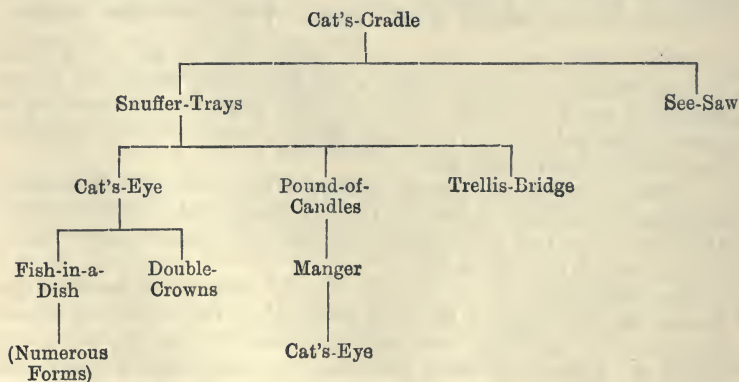 Cat's-Cradle
Snuffer-Trays
See-Saw
Cat's-Eye
Pound-of-
Candles
Trellis-Bridge
Fish-in-a-
Dish
Double-
Crowns
Manger
(Numerous
Forms)
Cat's-Eye